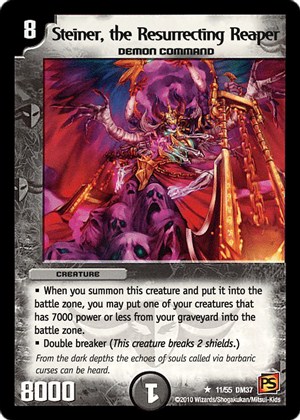 8
Steiner, the Resurrecting Reaper
DEMON COMMAND
CREATURE
▪ When you summon this creature and put it into the
battle zone, you may put one of your creatures that
has 7000 power or less from your graveyard into the
battle zone.
▪ Double breaker (This creature breaks 2 shields.)
From the dark depths the echoes of souls called via barbaric
curses can be heard.
8000
1
★ 11/55 DM37
©2010 Wizards/Shogakukan/Mitsui-Kids
PS